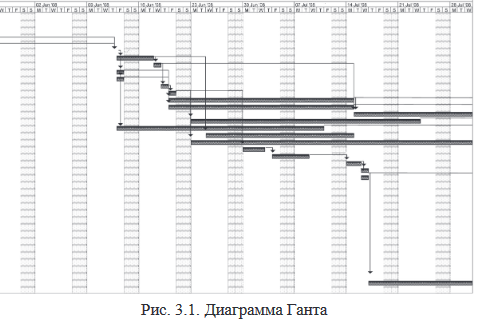 02 Jun '08 09 Jun '08 16 Jun '08 23 Jun '08 30 Jun '08 07 Jul '08 14 Jul '08 21 Jul '08 28 Jul '08
W T F S S M T W T F S S M T W T F S S M T W T F S S M T W T F S S M T W T F S S M T W T F S S M T W T F S S M T W T F S S M T W
Рис. 3.1. Диаграмма Ганта